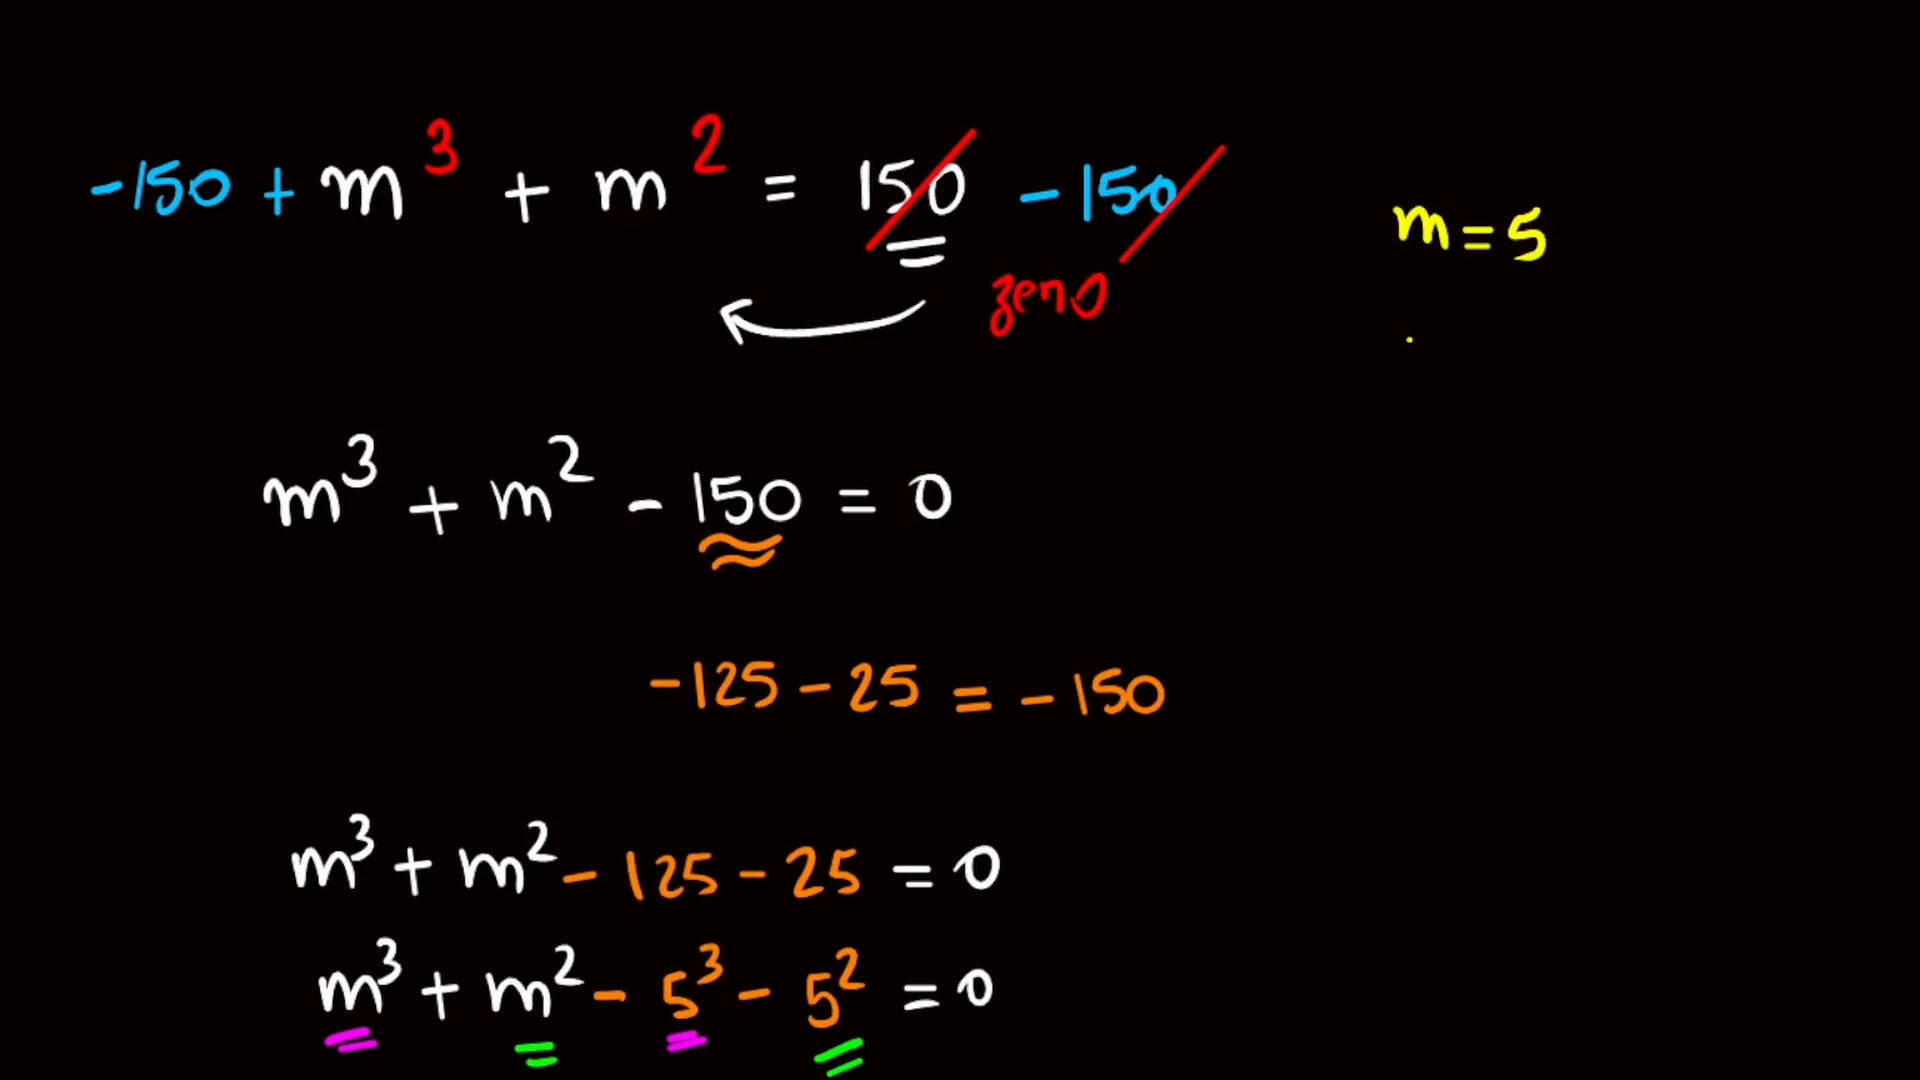 -150 + m³ + m² = 150 - 150
zero
m = 5
m³ + m² - 150 = 0
-125 - 25 = -150
m³ + m² - 125 - 25 = 0
m³ + m² - 5³ - 5² = 0